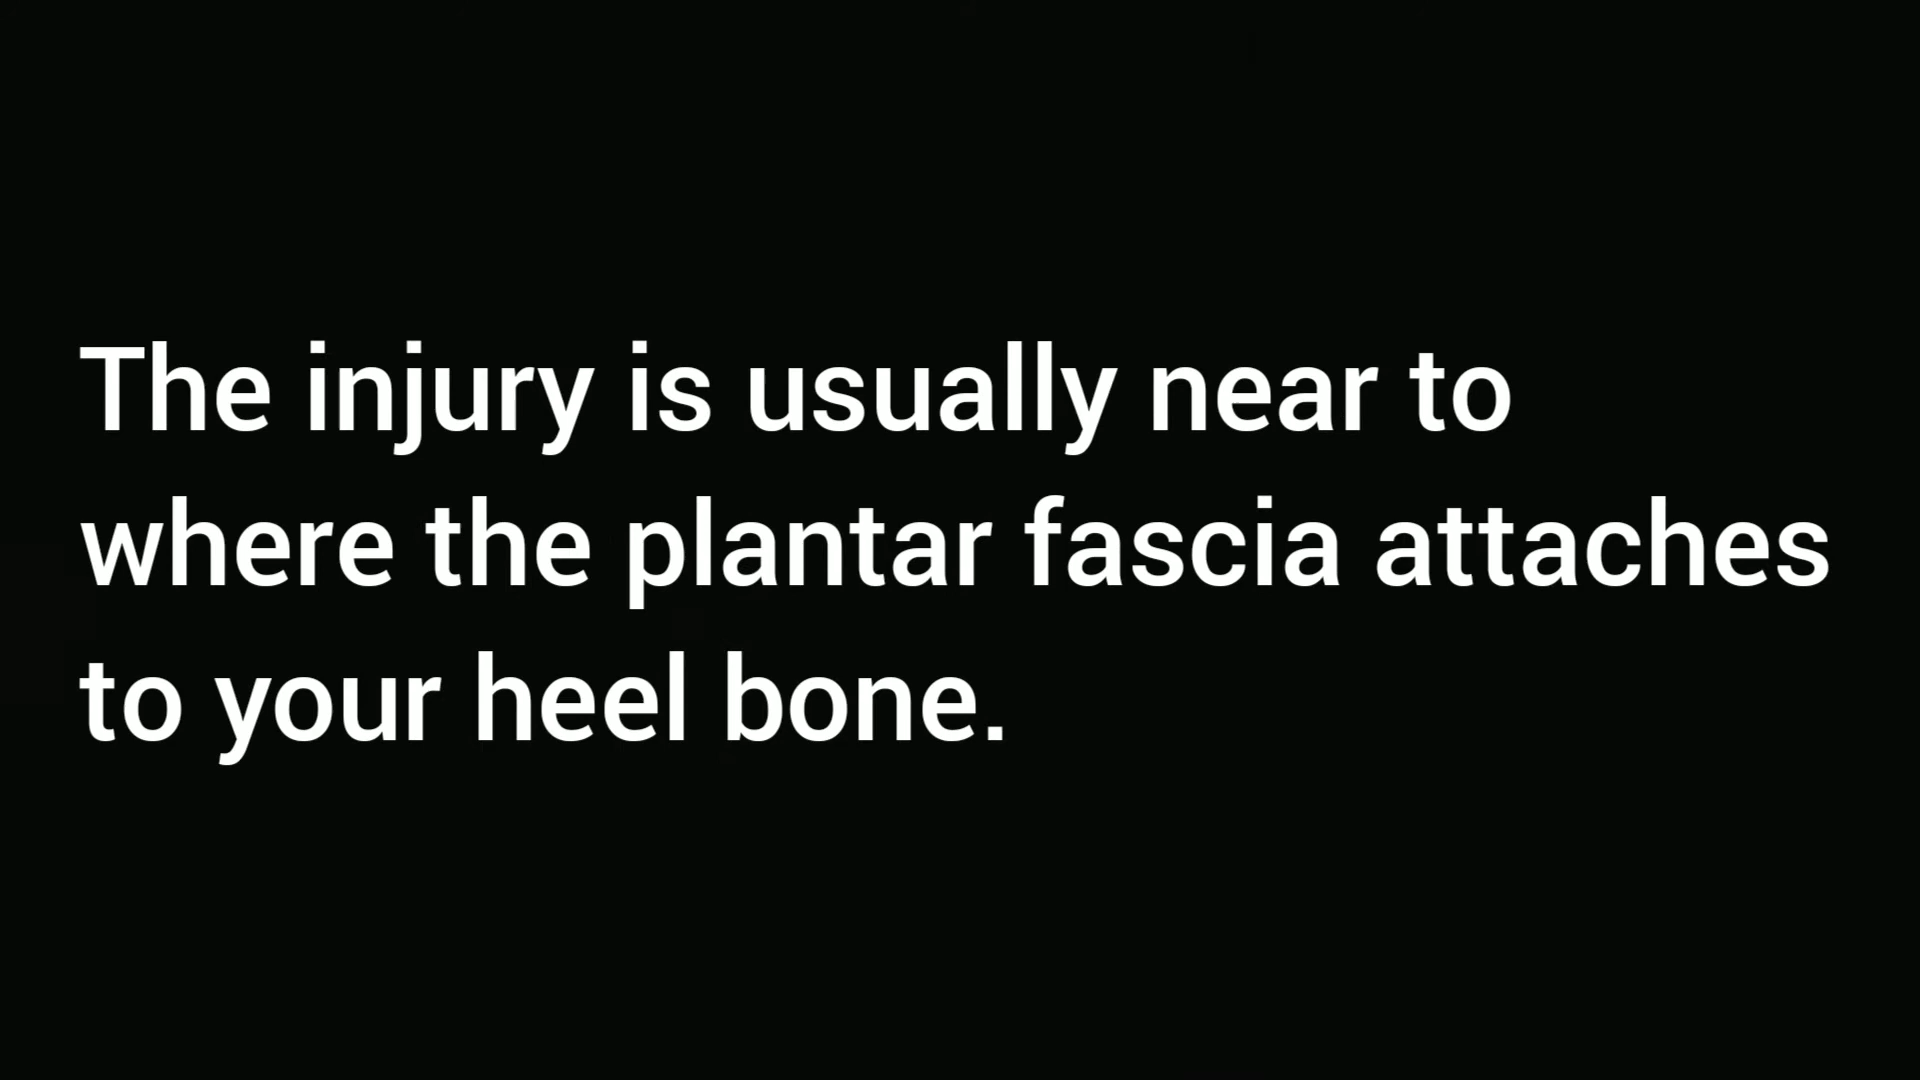 The injury is usually near to
where the plantar fascia attaches
to your heel bone.